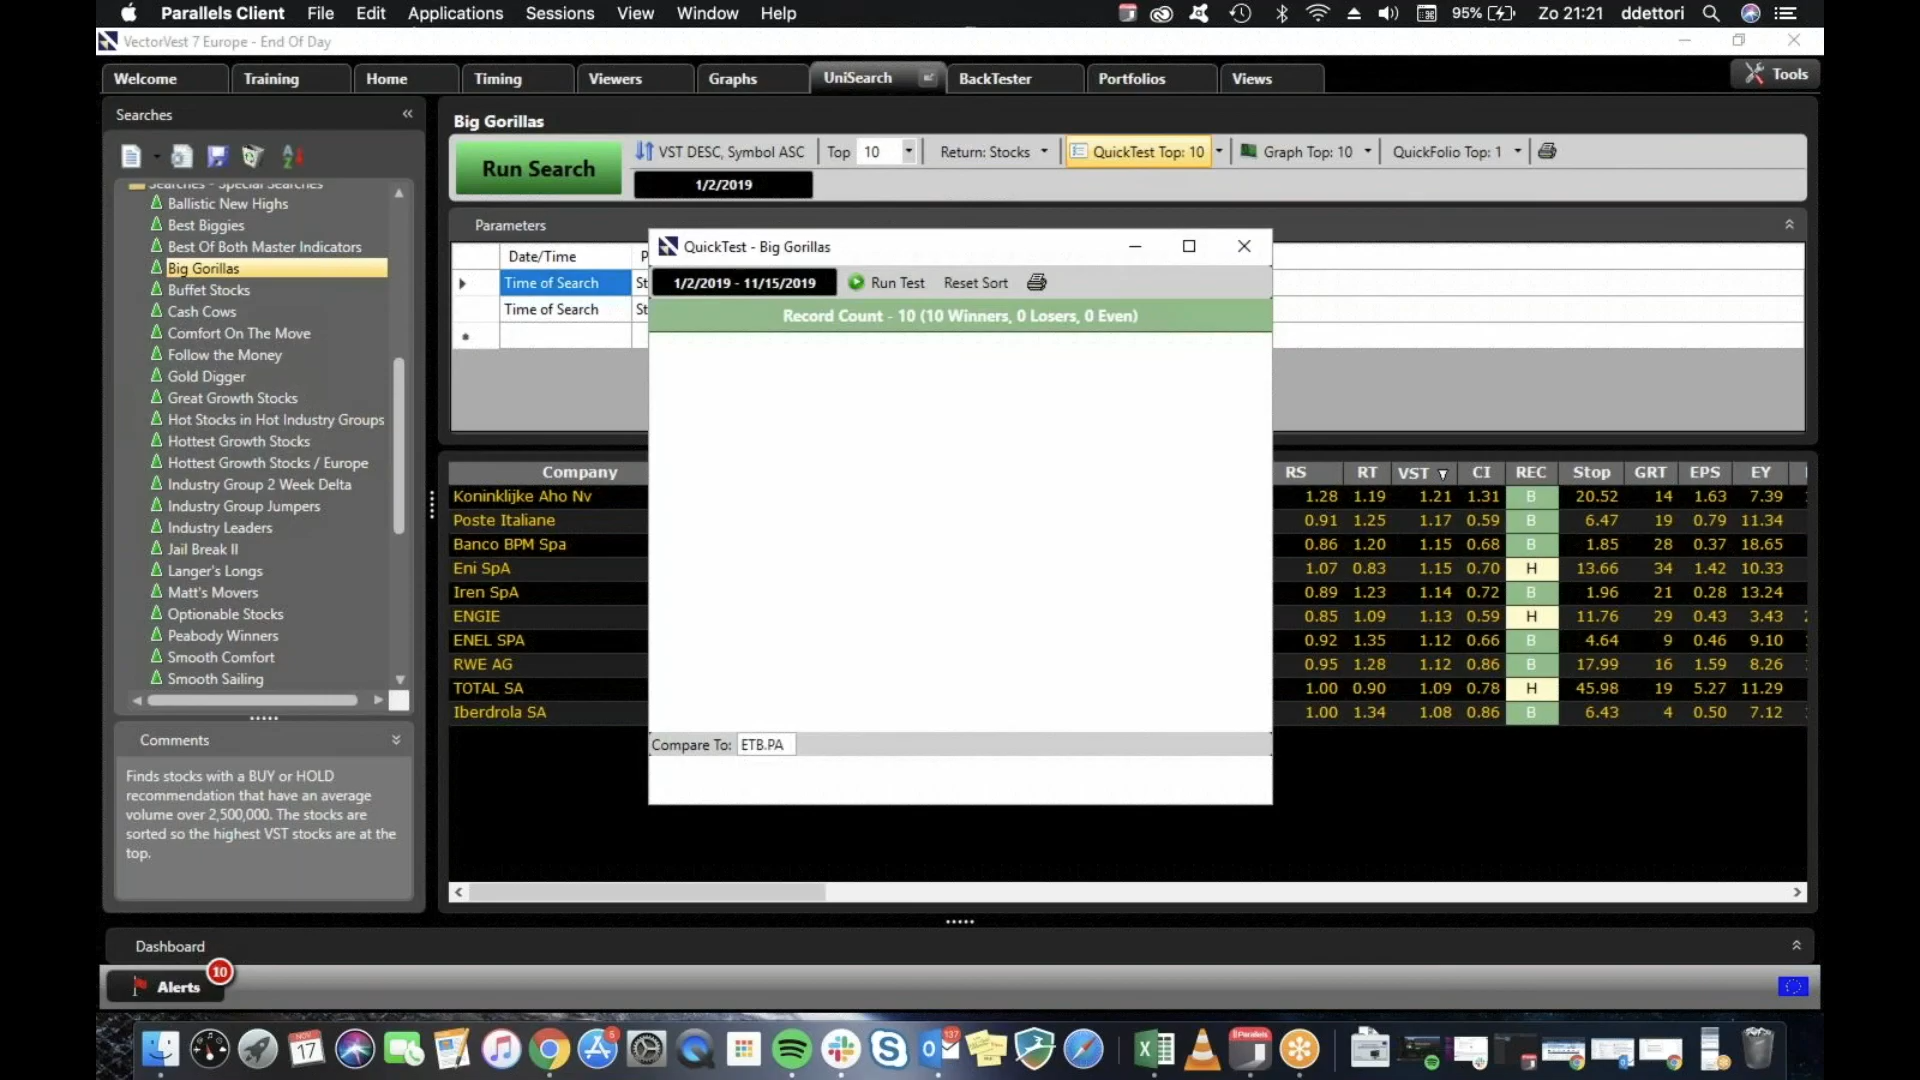 Parallels Client File Edit Applications Sessions View Window Help 95% Zo 21:21 ddettori
VectorVest 7 Europe - End Of Day
Welcome Training Home Timing Viewers Graphs UniSearch BackTester Portfolios Views Tools
Searches
Searches - Special Searches
Ballistic New Highs
Best Biggies
Best Of Both Master Indicators
Big Gorillas
Buffet Stocks
Cash Cows
Comfort On The Move
Follow the Money
Gold Digger
Great Growth Stocks
Hot Stocks in Hot Industry Groups
Hottest Growth Stocks
Hottest Growth Stocks / Europe
Industry Group 2 Week Delta
Industry Group Jumpers
Industry Leaders
Jail Break II
Langer's Longs
Matt's Movers
Optionable Stocks
Peabody Winners
Smooth Comfort
Smooth Sailing
Comments
Finds stocks with a BUY or HOLD
recommendation that have an average
volume over 2,500,000. The stocks are
sorted so the highest VST stocks are at the
top.
Big Gorillas
Run Search
VST DESC, Symbol ASC Top 10 Return: Stocks QuickTest Top: 10 Graph Top: 10 QuickFolio Top: 1
1/2/2019
Parameters
Date/Time P
Time of Search St
Time of Search St
QuickTest - Big Gorillas
1/2/2019 - 11/15/2019 Run Test Reset Sort
Record Count - 10 (10 Winners, 0 Losers, 0 Even)
Compare To: ETB.PA
Company RS RT VST CI REC Stop GRT EPS EY
Koninklijke Aho Nv 1.28 1.19 1.21 1.31 B 20.52 14 1.63 7.39
Poste Italiane 0.91 1.25 1.17 0.59 B 6.47 19 0.79 11.34
Banco BPM Spa 0.86 1.20 1.15 0.68 B 1.85 28 0.37 18.65
Eni SpA 1.07 0.83 1.15 0.70 H 13.66 34 1.42 10.33
Iren SpA 0.89 1.23 1.14 0.72 B 1.96 21 0.28 13.24
ENGIE 0.85 1.09 1.13 0.59 H 11.76 29 0.43 3.43
ENEL SPA 0.92 1.35 1.12 0.66 B 4.64 9 0.46 9.10
RWE AG 0.95 1.28 1.12 0.86 B 17.99 16 1.59 8.26
TOTAL SA 1.00 0.90 1.09 0.78 H 45.98 19 5.27 11.29
Iberdrola SA 1.00 1.34 1.08 0.86 B 6.43 4 0.50 7.12
Dashboard
Alerts 10
NOV 17 5 137 Parallels